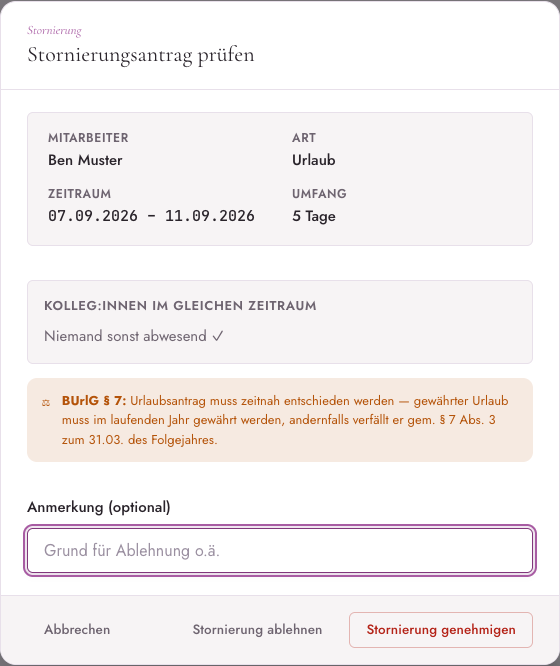 Stornierung
Stornierungsantrag prüfen
MITARBEITER
Ben Muster
ART
Urlaub
ZEITRAUM
07.09.2026 – 11.09.2026
UMFANG
5 Tage
KOLLEG:INNEN IM GLEICHEN ZEITRAUM
Niemand sonst abwesend ✓
⚖ BUrlG § 7: Urlaubsantrag muss zeitnah entschieden werden — gewährter Urlaub
muss im laufenden Jahr gewährt werden, andernfalls verfällt er gem. § 7 Abs. 3
zum 31.03. des Folgejahres.
Anmerkung (optional)
Grund für Ablehnung o.ä.
Abbrechen
Stornierung ablehnen
Stornierung genehmigen